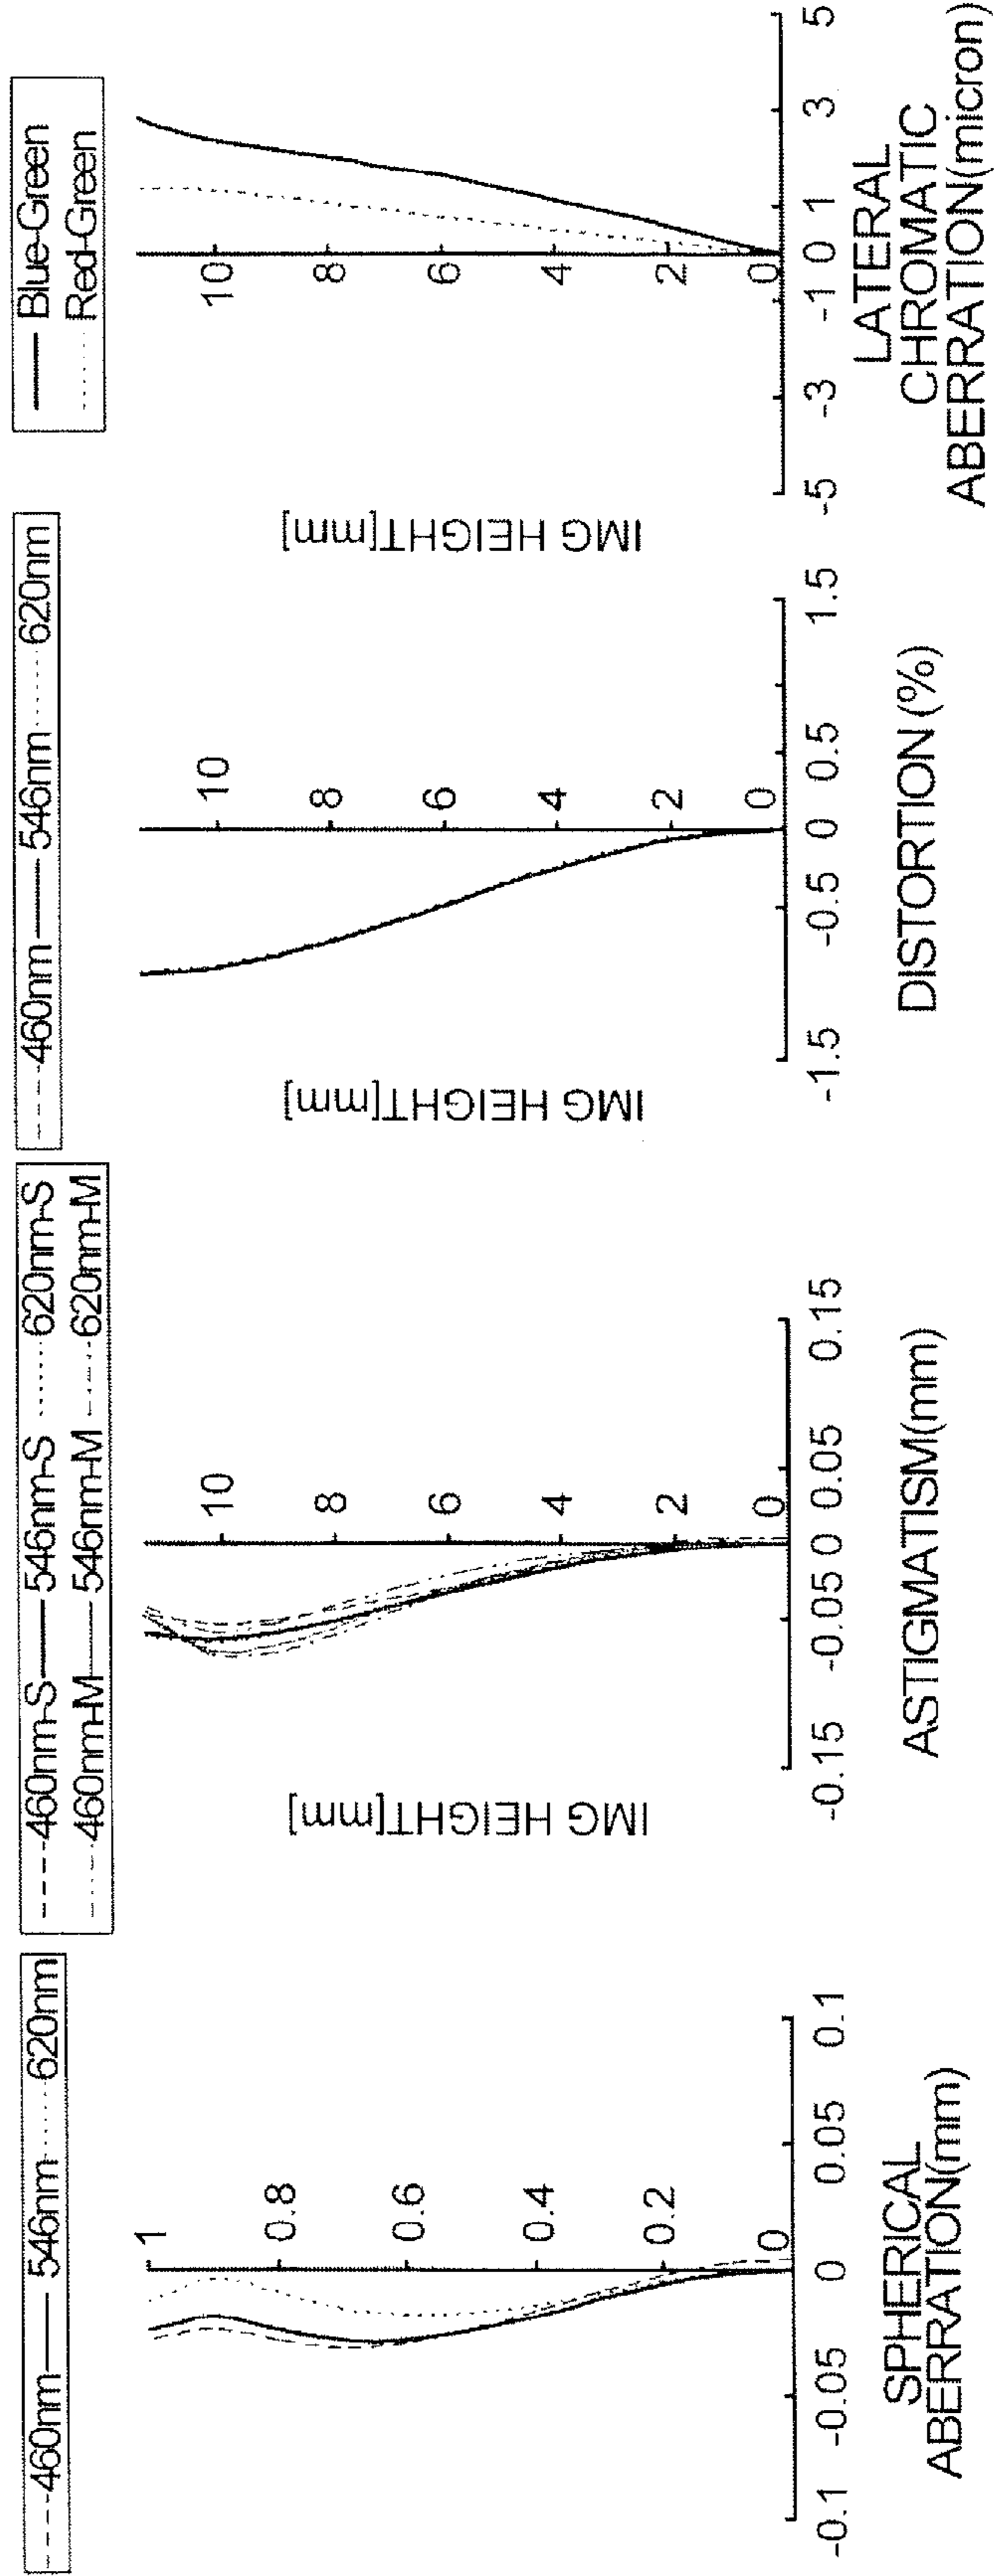 460nm 546nm 620nm
1
0.8
0.6
0.4
0.2
0
-0.1 -0.05 0 0.05 0.1
SPHERICAL
ABERRATION(mm)
460nm-S 546nm-S 620nm-S
460nm-M 546nm-M 620nm-M
IMG HEIGHT[mm]
10
8
6
4
2
0
-0.15 -0.05 0 0.05 0.15
ASTIGMATISM(mm)
460nm 546nm 620nm
IMG HEIGHT[mm]
10
8
6
4
2
0
-1.5 -0.5 0 0.5 1.5
DISTORTION (%)
Blue-Green
Red-Green
IMG HEIGHT[mm]
10
8
6
4
2
0
-5 -3 -1 0 1 3 5
LATERAL
CHROMATIC
ABERRATION(micron)